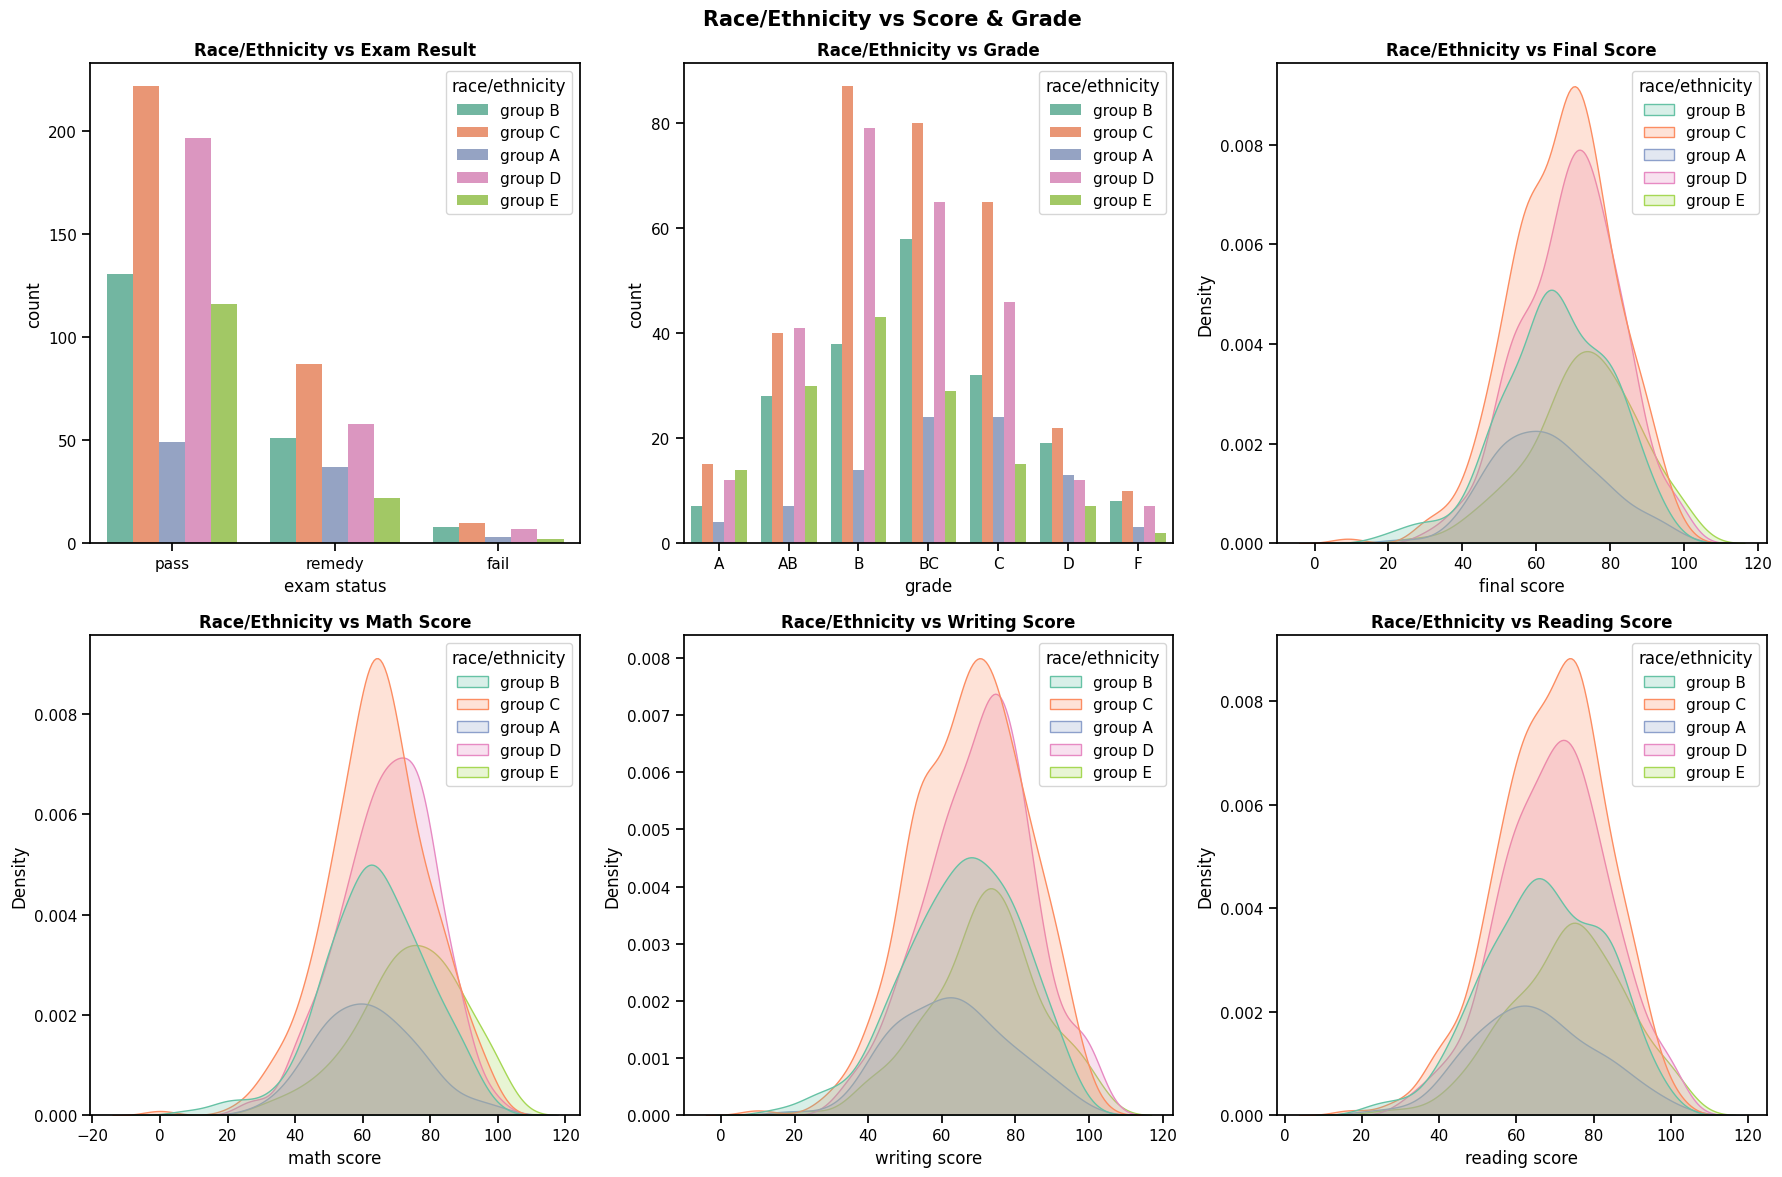 Race/Ethnicity vs Score & Grade
Race/Ethnicity vs Exam Result
200
150
100
50
0
count
pass remedy fail
exam status
race/ethnicity
group B
group C
group A
group D
group E
Race/Ethnicity vs Grade
80
60
40
20
0
count
A AB B BC C D F
grade
race/ethnicity
group B
group C
group A
group D
group E
Race/Ethnicity vs Final Score
0.008
0.006
0.004
0.002
0.000
Density
0 20 40 60 80 100 120
final score
race/ethnicity
group B
group C
group A
group D
group E
Race/Ethnicity vs Math Score
0.008
0.006
0.004
0.002
0.000
Density
−20 0 20 40 60 80 100 120
math score
race/ethnicity
group B
group C
group A
group D
group E
Race/Ethnicity vs Writing Score
0.008
0.007
0.006
0.005
0.004
0.003
0.002
0.001
0.000
Density
0 20 40 60 80 100 120
writing score
race/ethnicity
group B
group C
group A
group D
group E
Race/Ethnicity vs Reading Score
0.008
0.006
0.004
0.002
0.000
Density
0 20 40 60 80 100 120
reading score
race/ethnicity
group B
group C
group A
group D
group E